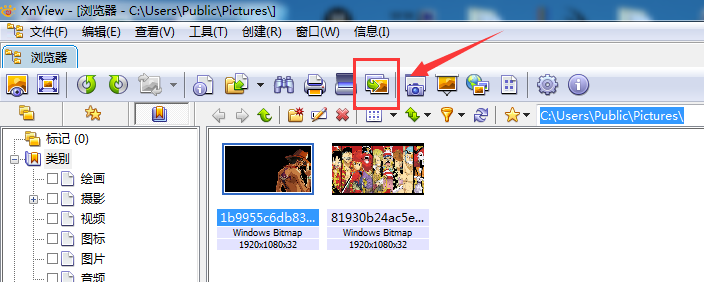 XnView - [浏览器 - C:\Users\Public\Pictures\]
文件(F) 编辑(E) 查看(V) 工具(T) 创建(R) 窗口(W) 信息(I)
浏览器
C:\Users\Public\Pictures\
标记 (0)
类别
绘画
摄影
视频
图标
图片
音频
1b9955c6db83... 81930b24ac5e...
Windows Bitmap Windows Bitmap
1920x1080x32 1920x1080x32